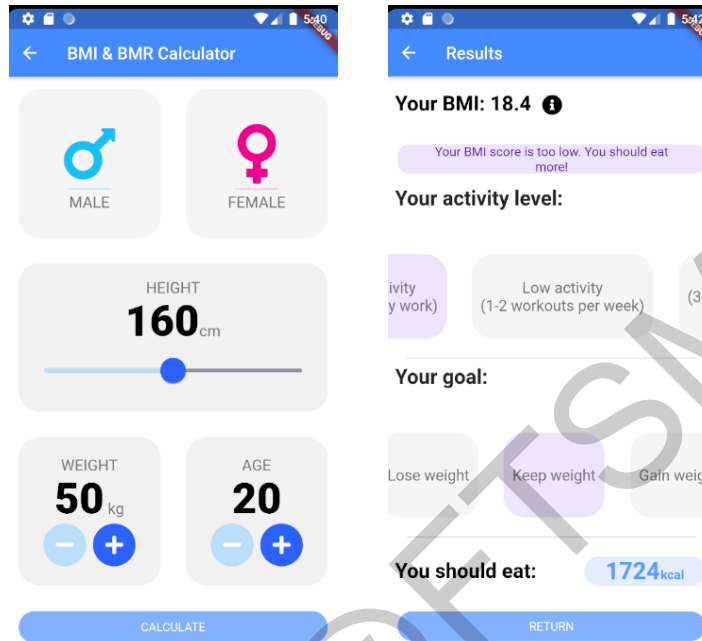 5:40
DEBUG
BMI & BMR Calculator
MALE
FEMALE
HEIGHT
160cm
WEIGHT
50 kg
AGE
20
CALCULATE
5:42
Results
Your BMI: 18.4
Your BMI score is too low. You should eat
more!
Your activity level:
ivity
y work)
Low activity
(1-2 workouts per week)
(3-
Your goal:
Lose weight
Keep weight
Gain weig
You should eat:
1724kcal
RETURN